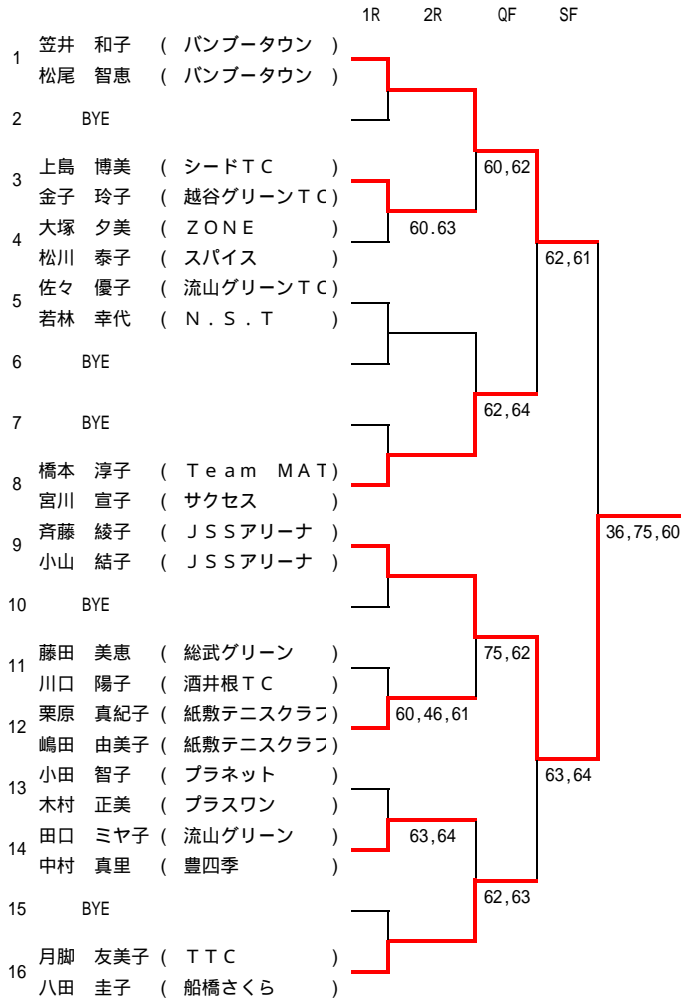 1R 2R QF SF
笠井 和子 ( バンブータウン )
1
松尾 智恵 ( バンブータウン )
2 BYE
上島 博美 ( シードＴＣ )
3 60,62
金子 玲子 ( 越谷グリーンＴＣ)
大塚 夕美 ( ＺＯＮＥ ) 60.63
4
松川 泰子 ( スパイス ) 62,61
佐々 優子 ( 流山グリーンＴＣ)
5
若林 幸代 ( Ｎ．Ｓ．Ｔ )
6 BYE
62,64
7 BYE
橋本 淳子 ( Ｔｅａｍ ＭＡＴ)
8
宮川 宣子 ( サクセス )
斉藤 綾子 ( ＪＳＳアリーナ ) 36,75,60
9
小山 結子 ( ＪＳＳアリーナ )
10 BYE
藤田 美恵 ( 総武グリーン ) 75,62
11
川口 陽子 ( 酒井根ＴＣ )
栗原 真紀子 ( 紙敷テニスクラブ) 60,46,61
12
嶋田 由美子 ( 紙敷テニスクラブ)
小田 智子 ( プラネット ) 63,64
13
木村 正美 ( プラスワン )
田口 ミヤ子 ( 流山グリーン ) 63,64
14
中村 真里 ( 豊四季 )
62,63
15 BYE
月脚 友美子 ( ＴＴＣ )
16
八田 圭子 ( 船橋さくら )